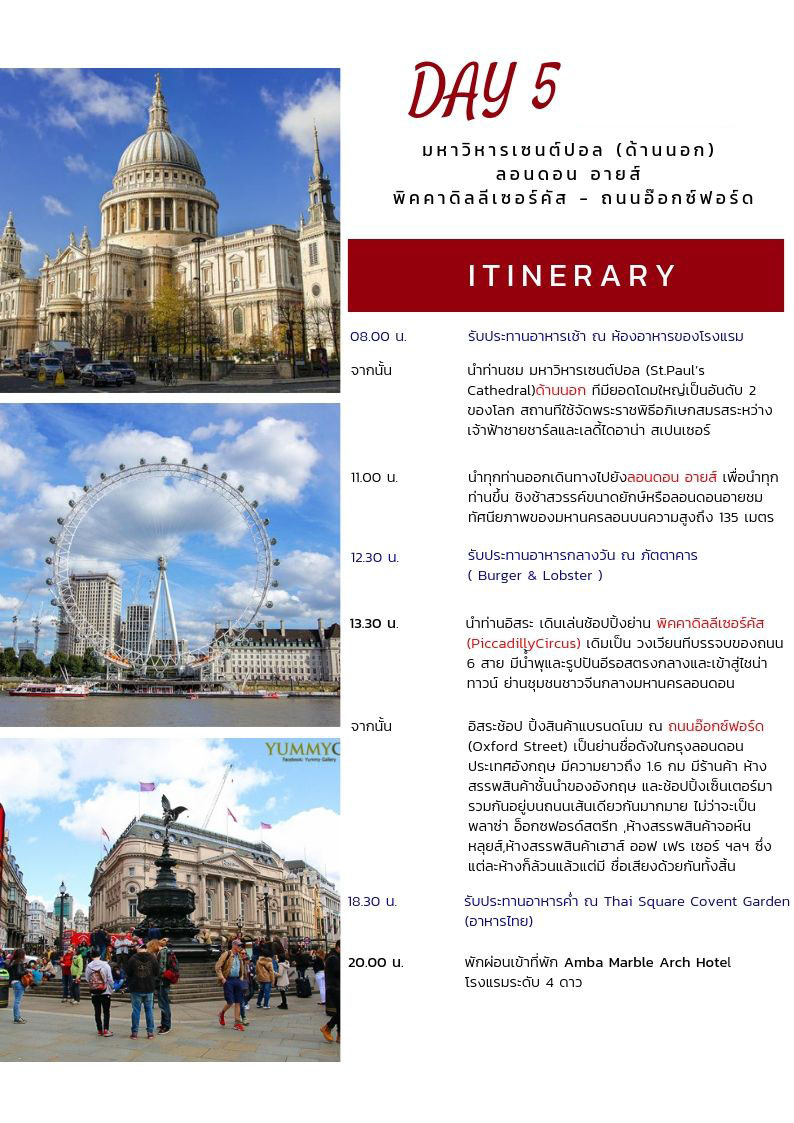 DAY 5
มหาวิหารเซนต์ปอล (ด้านนอก)
ลอนดอน อายส์
พิคคาดิลลีเซอร์คัส - ถนนอ๊อกซ์ฟอร์ด
ITINERARY
08.00 น. รับประทานอาหารเช้า ณ ห้องอาหารของโรงแรม
จากนั้น นำท่านชม มหาวิหารเซนต์ปอล (St.Paul's
Cathedral)ด้านนอก ที่มียอดโดมใหญ่เป็นอันดับ 2
ของโลก สถานที่ใช้จัดพระราชพิธีอภิเษกสมรสระหว่าง
เจ้าฟ้าชายชาร์ลและเลดี้ไดอาน่า สเปนเซอร์
11.00 น. นำทุกท่านออกเดินทางไปยังลอนดอน อายส์ เพื่อนำทุก
ท่านขึ้น ชิงช้าสวรรค์ขนาดยักษ์หรือลอนดอนอายชม
ทัศนียภาพของมหานครลอนบนความสูงถึง 135 เมตร
12.30 น. รับประทานอาหารกลางวัน ณ ภัตตาคาร
( Burger & Lobster )
13.30 น. นำท่านอิสระ เดินเล่นช้อปปิ้งย่าน พิคคาดิลลีเซอร์คัส
(PiccadillyCircus) เดิมเป็น วงเวียนที่บรรจบของถนน
6 สาย มีน้ำพุและรูปปั้นอีรอสตรงกลางและเข้าสู่ไชน่า
ทาวน์ ย่านชุมชนชาวจีนกลางมหานครลอนดอน
จากนั้น อิสระช้อป ปิ้งสินค้าแบรนด์เนม ณ ถนนอ๊อกซ์ฟอร์ด
(Oxford Street) เป็นย่านชื่อดังในกรุงลอนดอน
ประเทศอังกฤษ มีความยาวถึง 1.6 กม มีร้านค้า ห้าง
สรรพสินค้าชั้นนำของอังกฤษ และช้อปปิ้งเซ็นเตอร์มา
รวมกันอยู่บนถนนเส้นเดียวกันมากมาย ไม่ว่าจะเป็น
พลาซ่า อ็อกซฟอรด์สตรีท ,ห้างสรรพสินค้าจอห์น
หลุยส์,ห้างสรรพสินค้าเฮาส์ ออฟ เฟร เซอร์ ฯลฯ ซึ่ง
แต่ละห้างก็ล้วนแล้วแต่มี ชื่อเสียงด้วยกันทั้งสิ้น
18.30 น. รับประทานอาหารค่ำ ณ Thai Square Covent Garden
(อาหารไทย)
20.00 น. พักผ่อนเข้าที่พัก Amba Marble Arch Hotel
โรงแรมระดับ 4 ดาว
YUMMYG
Facebook: Yummy Gallery